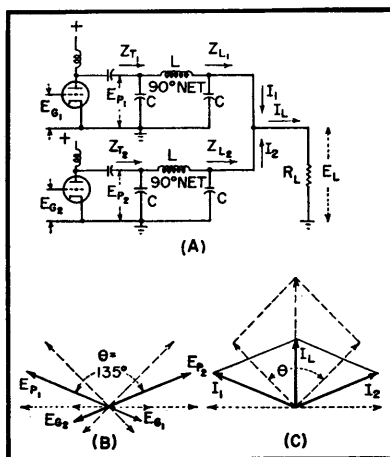 +
Z_T1
L
Z_L1
90° NET
E_G1
E_P1
C
C
I_1
I_L
+
I_2
Z_T2
L
Z_L2
90° NET
E_G2
E_P2
C
C
R_L
E_L
(A)
θ=
135°
E_P1
E_P2
E_G2
E_G1
(B)
I_L
θ
I_1
I_2
(C)